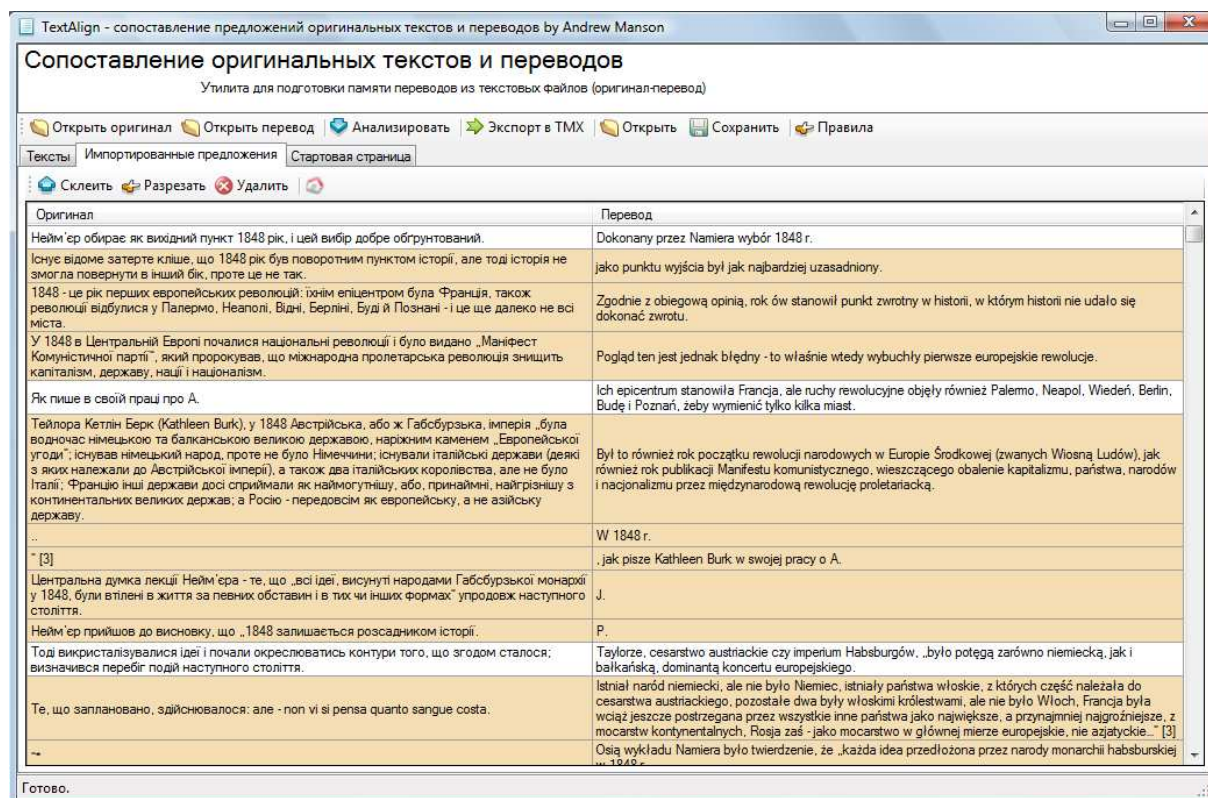 TextAlign - сопоставление предложений оригинальных текстов и переводов by Andrew Manson
Сопоставление оригинальных текстов и переводов
Утилита для подготовки памяти переводов из текстовых файлов (оригинал-перевод)
Открыть оригинал Открыть перевод Анализировать Экспорт в TMX Открыть Сохранить Правила
Тексты Импортированные предложения Стартовая страница
Склеить Разрезать Удалить
Оригинал Перевод
Нейм'єр обирає як вихідний пункт 1848 рік, і цей вибір добре обґрунтований.
Dokonany przez Namiera wybór 1848 r.
Існує відоме затерте кліше, що 1848 рік був поворотним пунктом історії, але тоді історія не
змогла повернути в інший бік, проте це не так.
jako punktu wyjścia był jak najbardziej uzasadniony.
1848 - це рік перших европейських революцій: їхнім епіцентром була Франція, також
революції відбулися у Палермо, Неаполі, Відні, Берліні, Буді й Познані - і це ще далеко не всі
міста.
Zgodnie z obiegową opinią, rok ów stanowił punkt zwrotny w historii, w którym historii nie udało się
dokonać zwrotu.
У 1848 в Центральній Европі почалися національні революції і було видано „Маніфест
Комуністичної партії", який пророкував, що міжнародна пролетарська революція знищить
капіталізм, державу, нації і націоналізм.
Pogląd ten jest jednak błędny - to właśnie wtedy wybuchły pierwsze europejskie rewolucje.
Як пише в своїй праці про А.
Ich epicentrum stanowiła Francja, ale ruchy rewolucyjne objęły również Palermo, Neapol, Wiedeń, Berlin,
Budę i Poznań, żeby wymienić tylko kilka miast.
Тейлора Кетлін Берк (Kathleen Burk), у 1848 Австрійська, або ж Габсбурзька, імперія „була
водночас німецькою та балканською великою державою, наріжним каменем „Европейської
угоди"; існував німецький народ, проте не було Німеччини; існували італійські держави (деякі
з яких належали до Австрійської імперії), а також два італійських королівства, але не було
Італії; Францію інші держави досі сприймали як наймогутнішу, або, принаймні, найгрізнішу з
континентальних великих держав; а Росію - передовсім як европейську, а не азійську
державу.
Był to również rok początku rewolucji narodowych w Europie Środkowej (zwanych Wiosną Ludów), jak
również rok publikacji Manifestu komunistycznego, wieszczącego obalenie kapitalizmu, państwa, narodów
i nacjonalizmu przez międzynarodową rewolucję proletariacką.
..
W 1848 r.
" [3]
, jak pisze Kathleen Burk w swojej pracy o A.
Центральна думка лекції Нейм'єра - те, що „всі ідеї, висунуті народами Габсбурзької монархії
у 1848, були втілені в життя за певних обставин і в тих чи інших формах" упродовж наступного
століття.
J.
Нейм'єр прийшов до висновку, що „1848 залишається розсадником історії.
P.
Тоді викристалізувалися ідеї і почали окреслюватись контури того, що згодом сталося;
визначився перебіг подій наступного століття.
Taylorze, cesarstwo austriackie czy imperium Habsburgów, „było potęgą zarówno niemiecką, jak i
bałkańską, dominantą koncertu europejskiego.
Те, що заплановано, здійснювалося: але - non vi si pensa quanto sangue costa.
Istniał naród niemiecki, ale nie było Niemiec, istniały państwa włoskie, z których część należała do
cesarstwa austriackiego, pozostałe dwa były włoskimi królestwami, ale nie było Włoch, Francja była
wciąż jeszcze postrzegana przez wszystkie inne państwa jako największe, a przynajmniej najgroźniejsze, z
mocarstw kontynentalnych, Rosja zaś - jako mocarstwo w głównej mierze europejskie, nie azjatyckie..." [3]
Osią wykładu Namiera było twierdzenie, że „każda idea przedłożona przez narody monarchii habsburskiej
w 1848 r.
Готово.